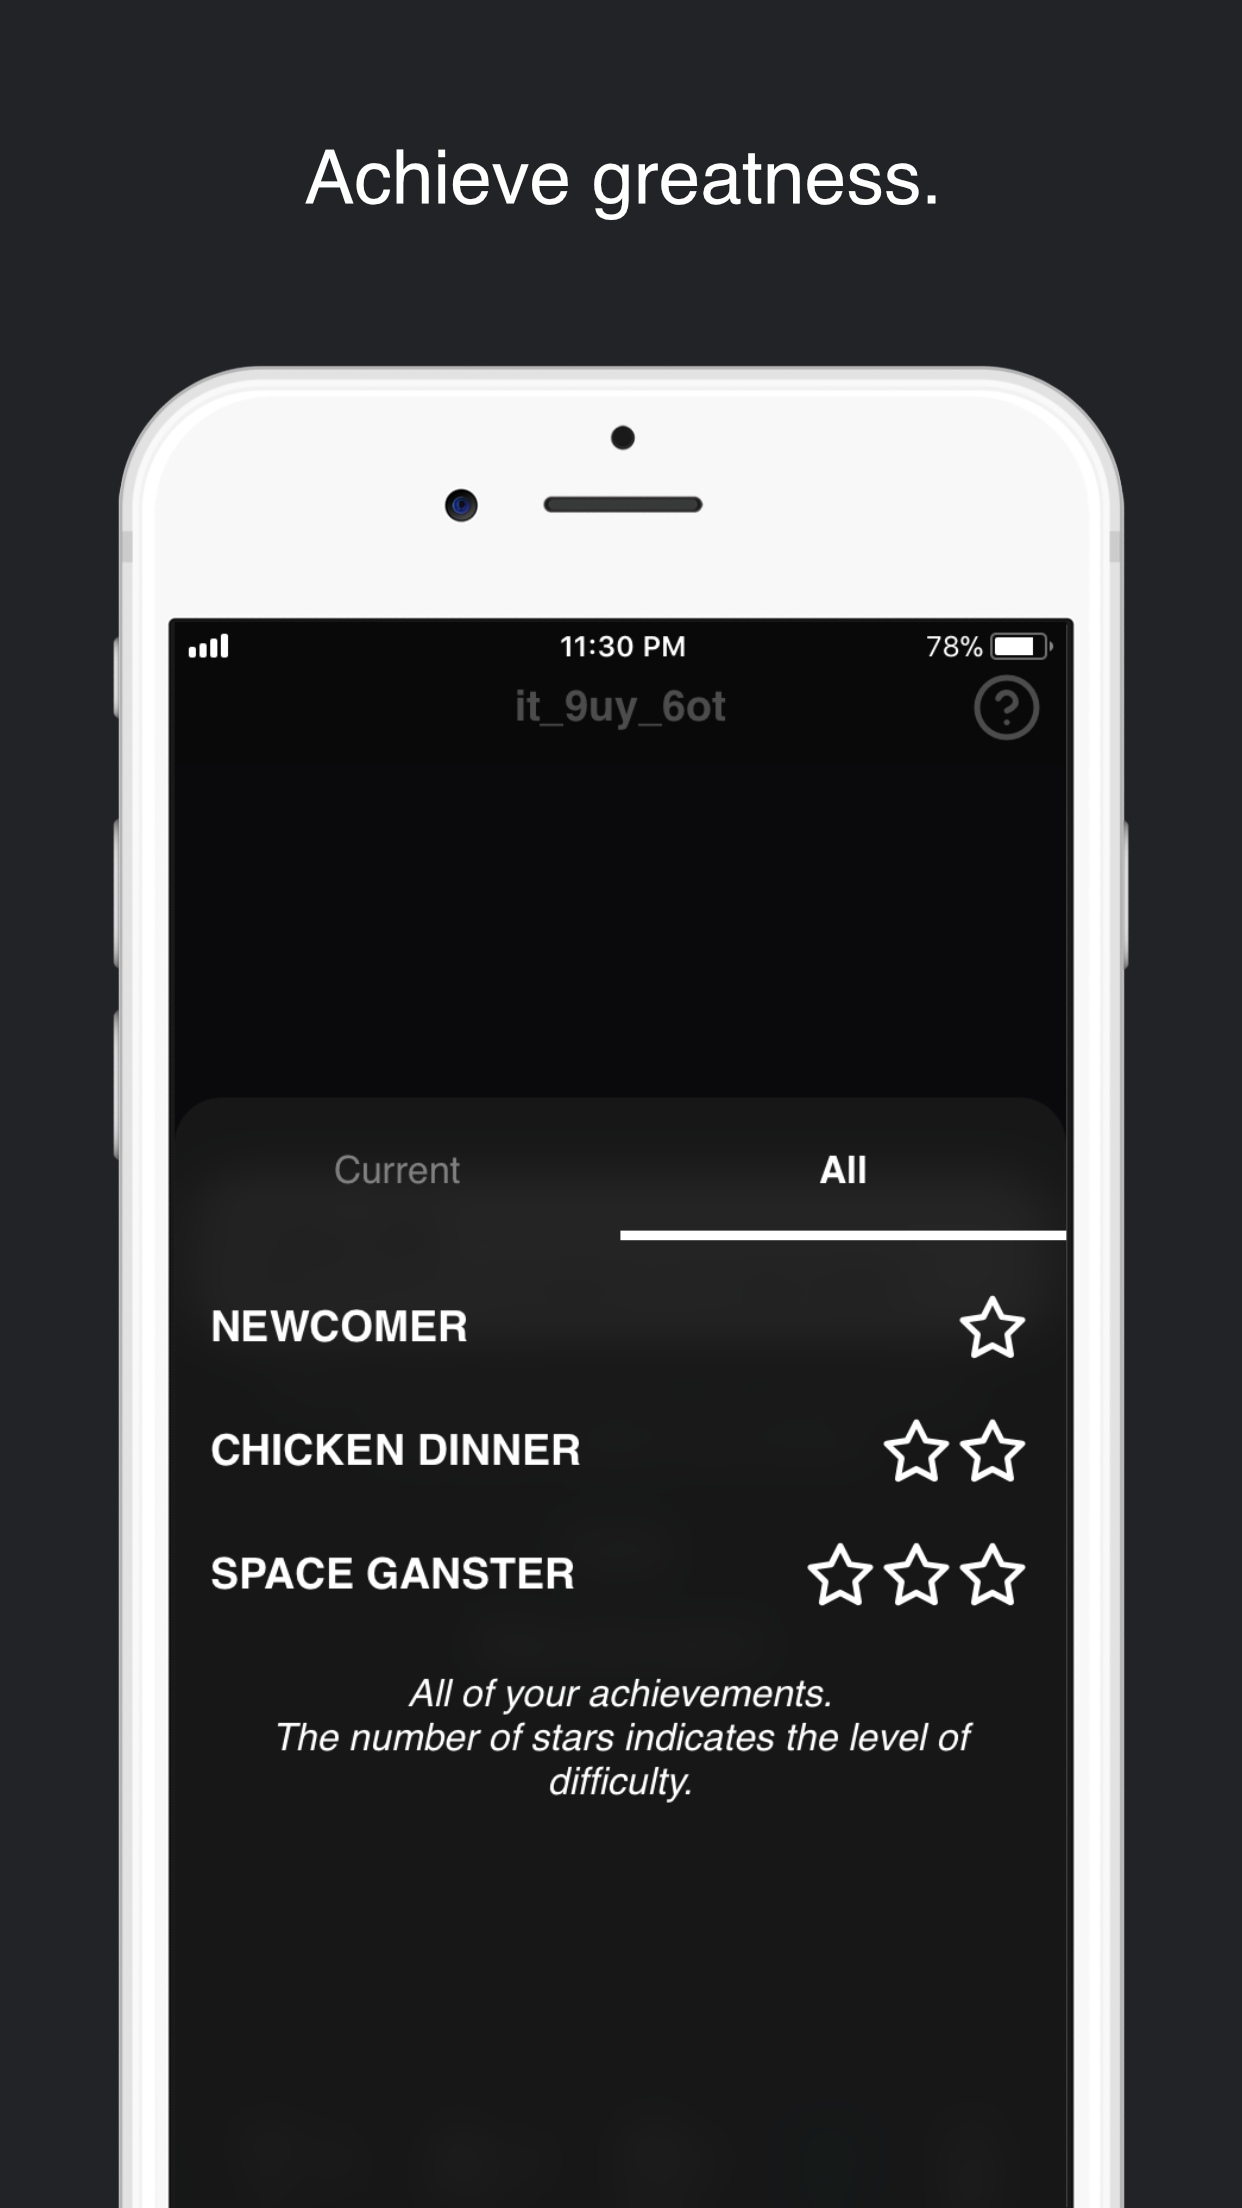 Achieve greatness.
11:30 PM
78%
it_9uy_6ot
?
Current
All
NEWCOMER
CHICKEN DINNER
SPACE GANSTER
All of your achievements.
The number of stars indicates the level of
difficulty.